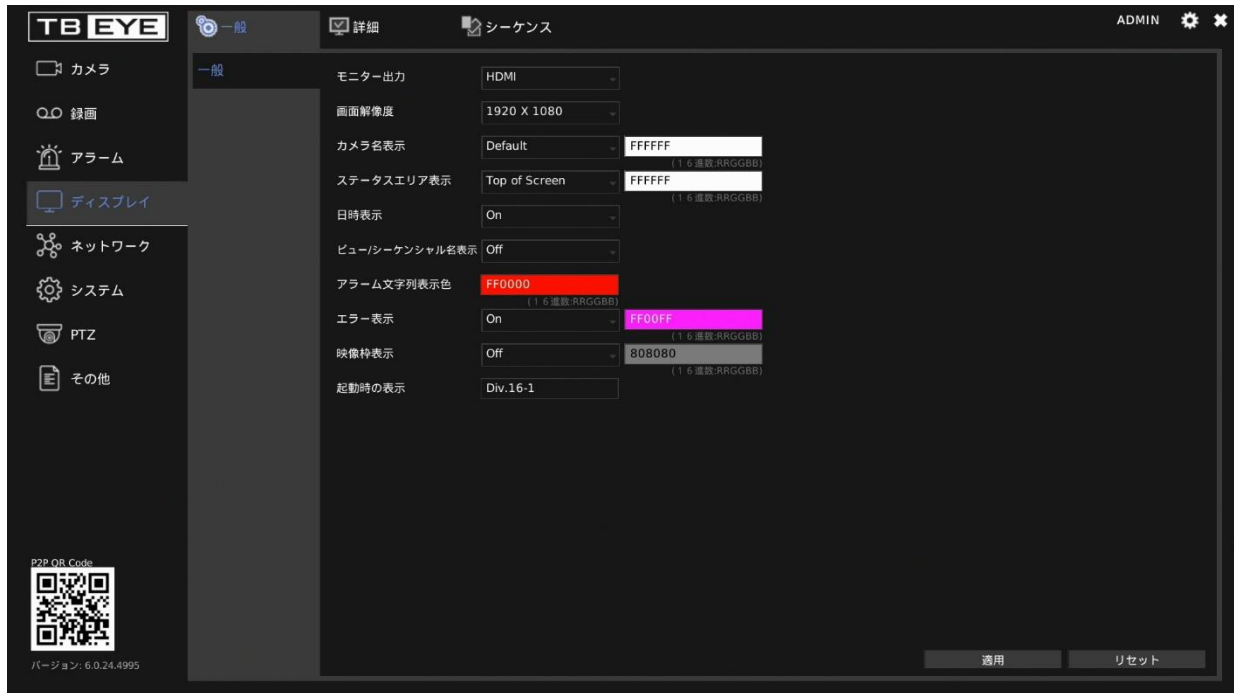 TB EYE
一般
詳細
シーケンス
ADMIN
カメラ
録画
アラーム
ディスプレイ
ネットワーク
システム
PTZ
その他
一般
モニター出力 HDMI
画面解像度 1920 X 1080
カメラ名表示 Default FFFFFF
(１６進数:RRGGBB)
ステータスエリア表示 Top of Screen FFFFFF
(１６進数:RRGGBB)
日時表示 On
ビュー/シーケンシャル名表示 Off
アラーム文字列表示色 FF0000
(１６進数:RRGGBB)
エラー表示 On FF00FF
(１６進数:RRGGBB)
映像枠表示 Off 808080
(１６進数:RRGGBB)
起動時の表示 Div.16-1
P2P QR Code
バージョン: 6.0.24.4995
適用
リセット